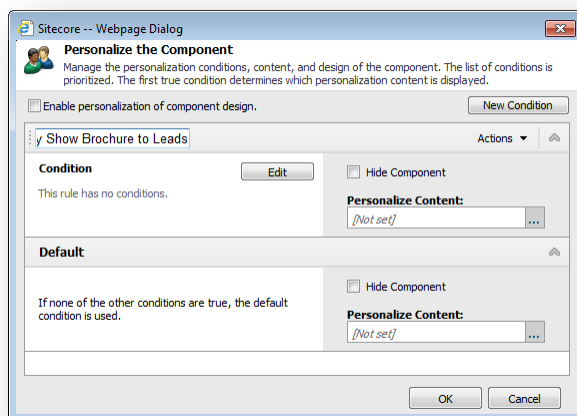 Sitecore -- Webpage Dialog
Personalize the Component
Manage the personalization conditions, content, and design of the component. The list of conditions is
prioritized. The first true condition determines which personalization content is displayed.
Enable personalization of component design.
New Condition
y Show Brochure to Leads
Actions
Condition
Edit
Hide Component
This rule has no conditions.
Personalize Content:
[Not set]
...
Default
Hide Component
If none of the other conditions are true, the default
condition is used.
Personalize Content:
[Not set]
...
OK
Cancel